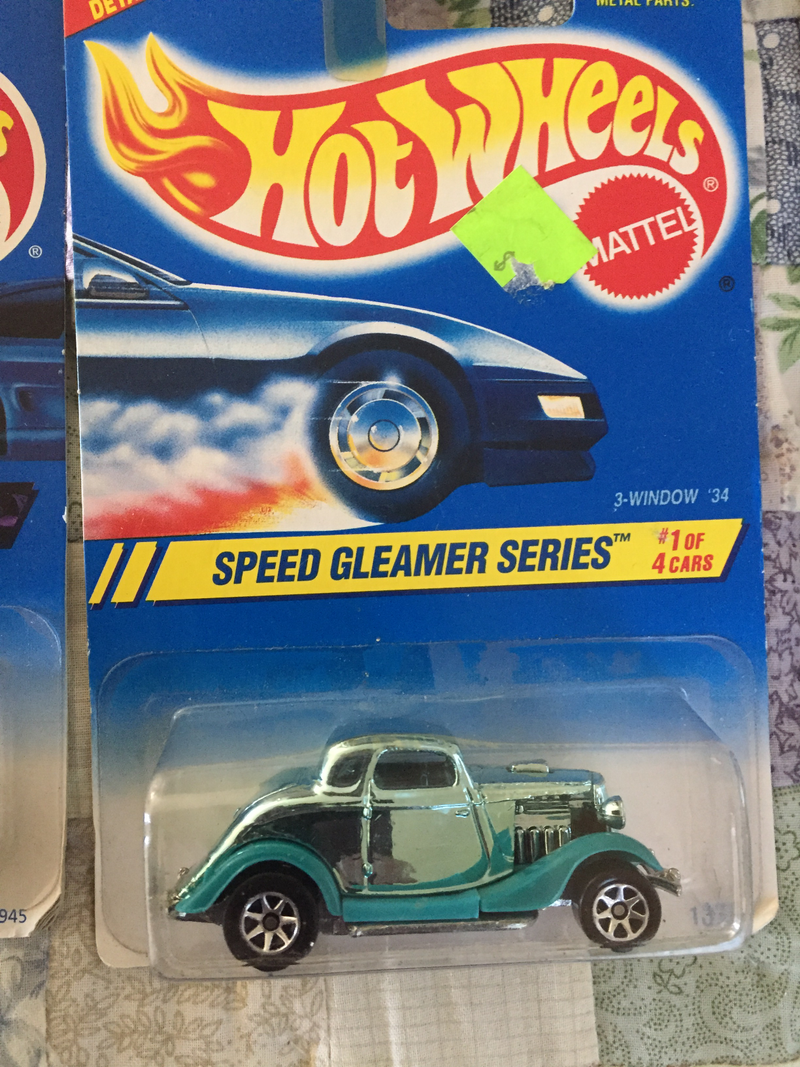 METAL PARTS.
HOT WHEELS
®
MATTEL
®
®
3-WINDOW '34
SPEED GLEAMER SERIES™
#1 OF
4 CARS
945